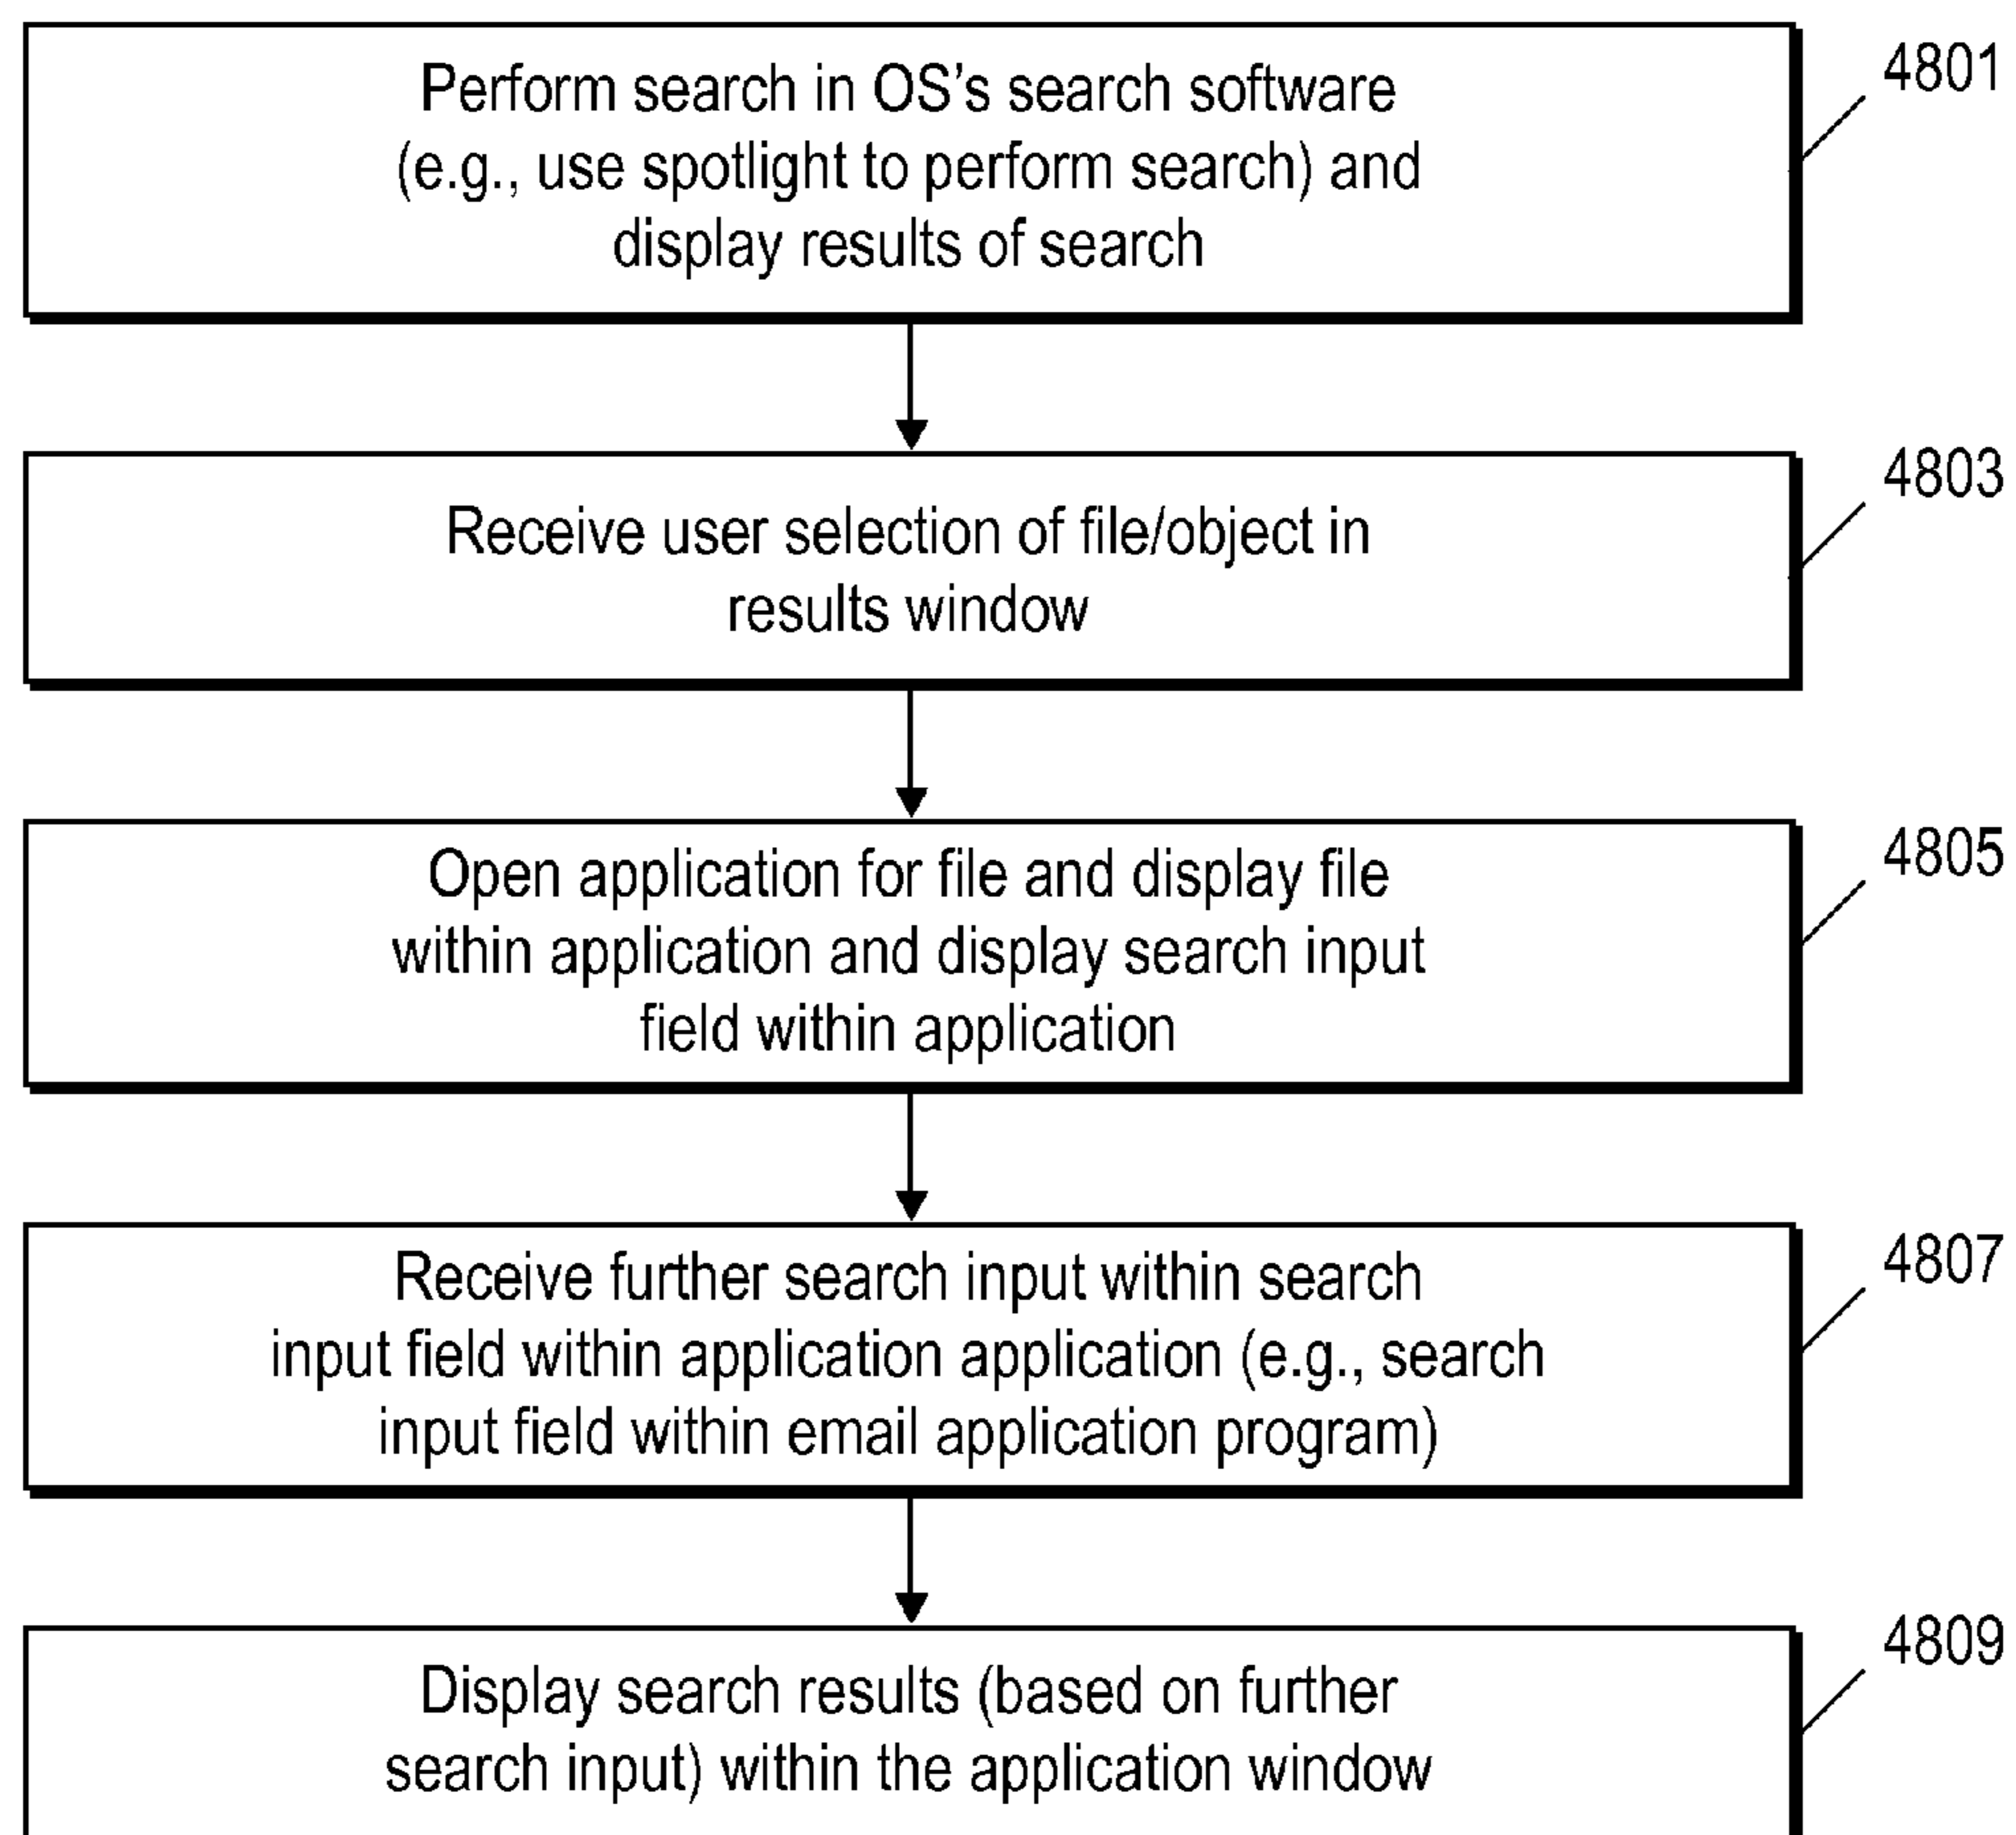 Perform search in OS's search software
(e.g., use spotlight to perform search) and
display results of search
4801
Receive user selection of file/object in
results window
4803
Open application for file and display file
within application and display search input
field within application
4805
Receive further search input within search
input field within application application (e.g., search
input field within email application program)
4807
Display search results (based on further
search input) within the application window
4809